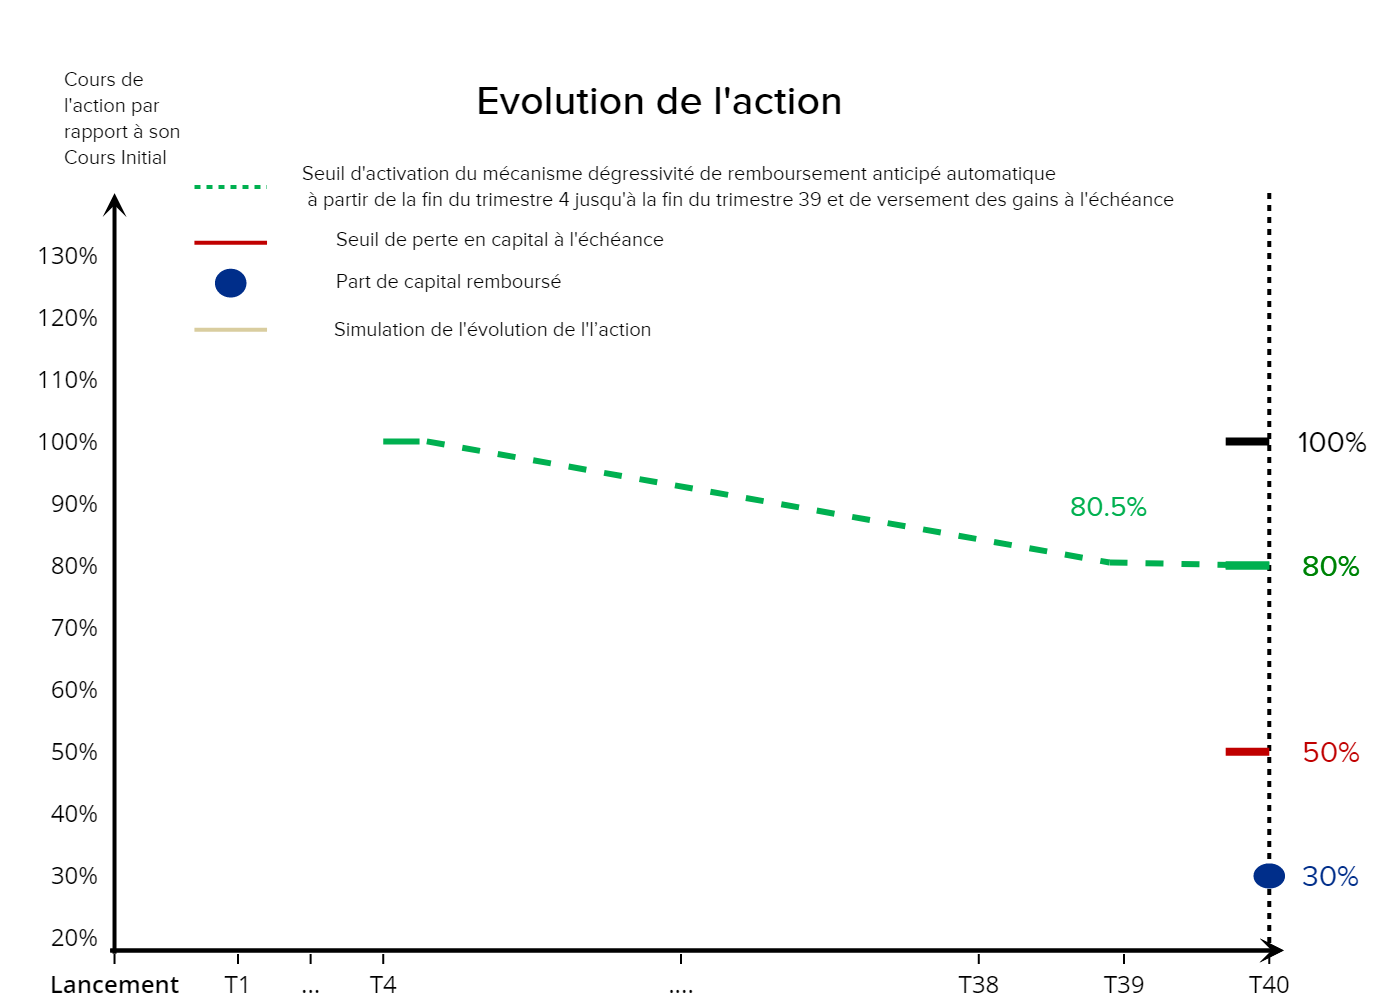 Cours de
l'action par
rapport à son
Cours Initial
Evolution de l'action
Seuil d'activation du mécanisme dégressivité de remboursement anticipé automatique
à partir de la fin du trimestre 4 jusqu'à la fin du trimestre 39 et de versement des gains à l'échéance
Seuil de perte en capital à l'échéance
Part de capital remboursé
Simulation de l'évolution de l'l’action
130%
120%
110%
100%
90%
80%
70%
60%
50%
40%
30%
20%
80.5%
100%
80%
50%
30%
Lancement T1 ... T4 .... T38 T39 T40